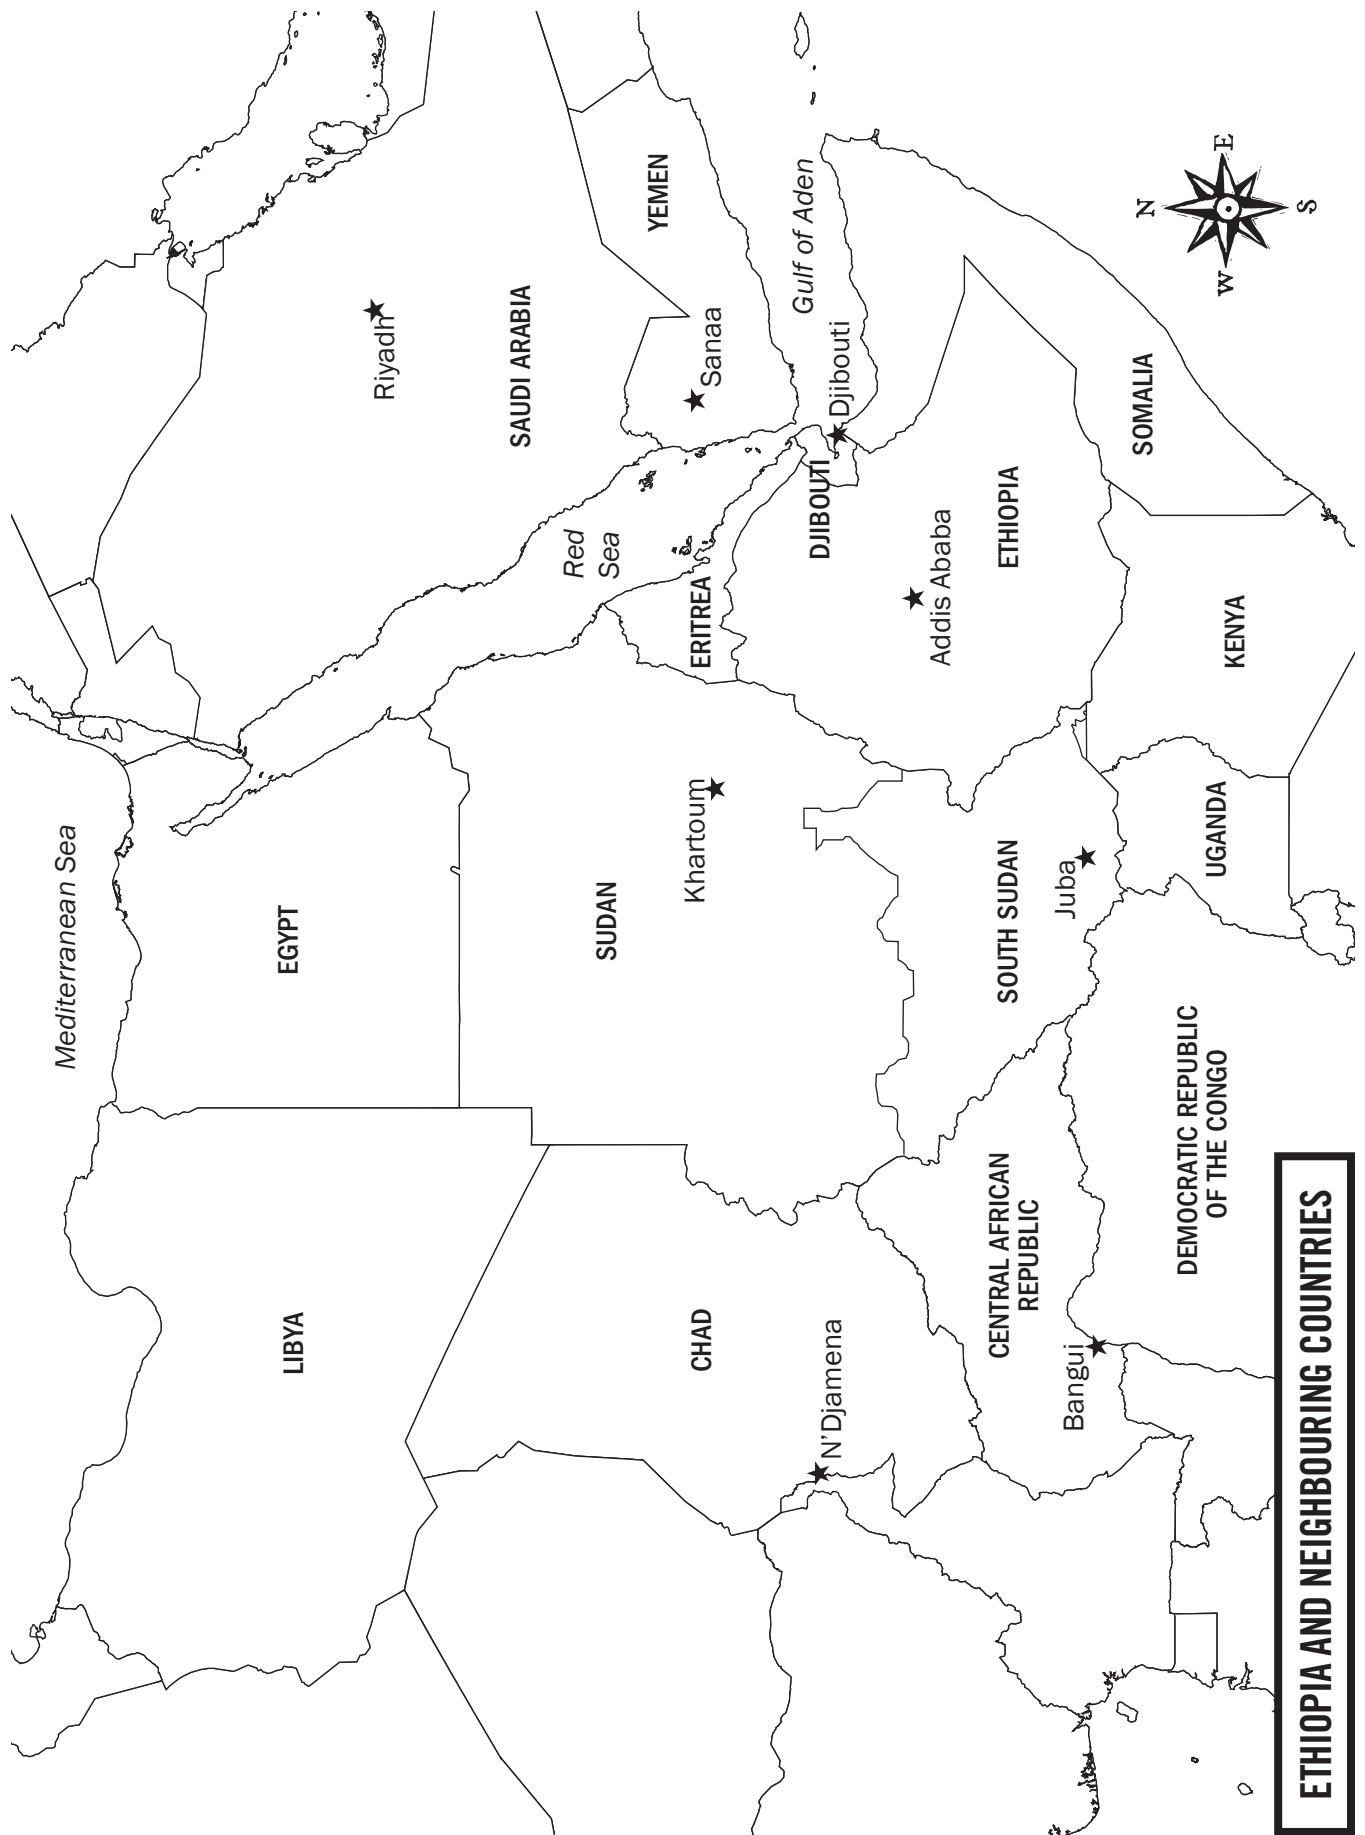 Mediterranean Sea
LIBYA
EGYPT
Riyadh
SAUDI ARABIA
Red
Sea
YEMEN
Sanaa
SUDAN
Khartoum
ERITREA
CHAD
N'Djamena
Gulf of Aden
Djibouti
DJIBOUTI
Addis Ababa
ETHIOPIA
SOUTH SUDAN
Juba
CENTRAL AFRICAN
REPUBLIC
Bangui
SOMALIA
KENYA
UGANDA
DEMOCRATIC REPUBLIC
OF THE CONGO
N
E
S
W
ETHIOPIA AND NEIGHBOURING COUNTRIES